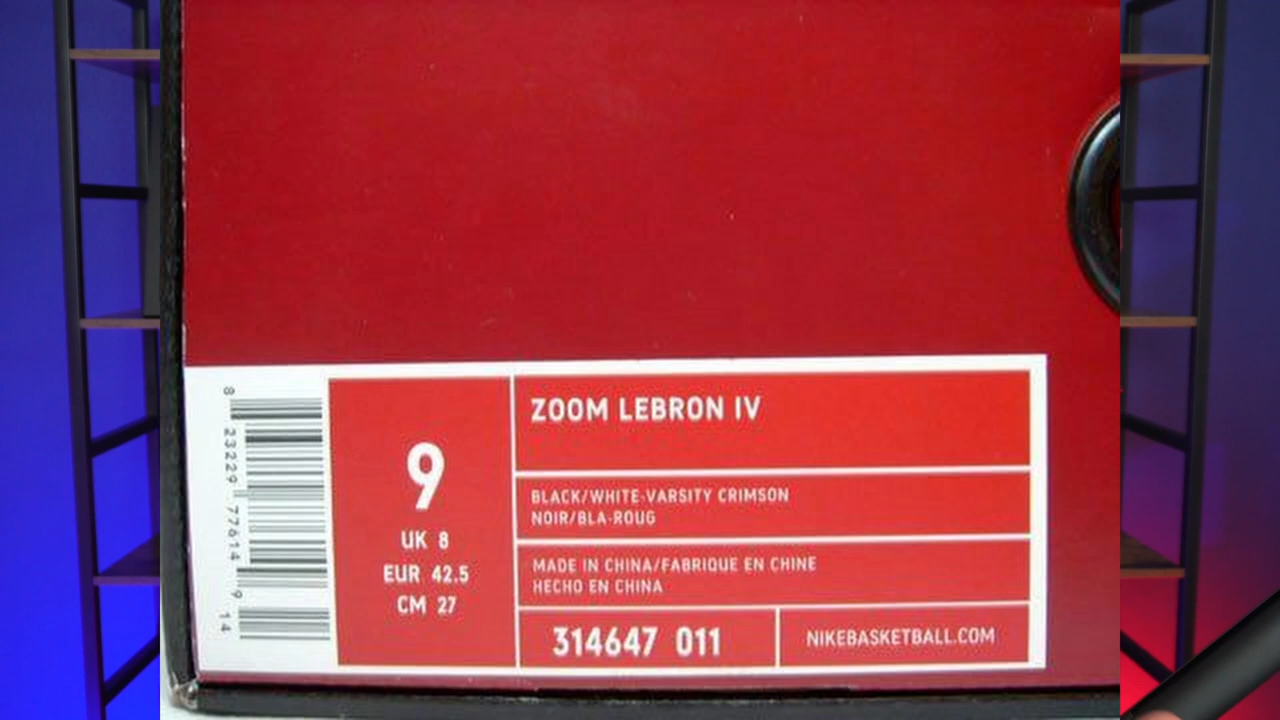 8 23229 77614 9 14
9
UK 8
EUR 42.5
CM 27
ZOOM LEBRON IV
BLACK/WHITE-VARSITY CRIMSON
NOIR/BLA-ROUG
MADE IN CHINA/FABRIQUE EN CHINE
HECHO EN CHINA
314647 011
NIKEBASKETBALL.COM